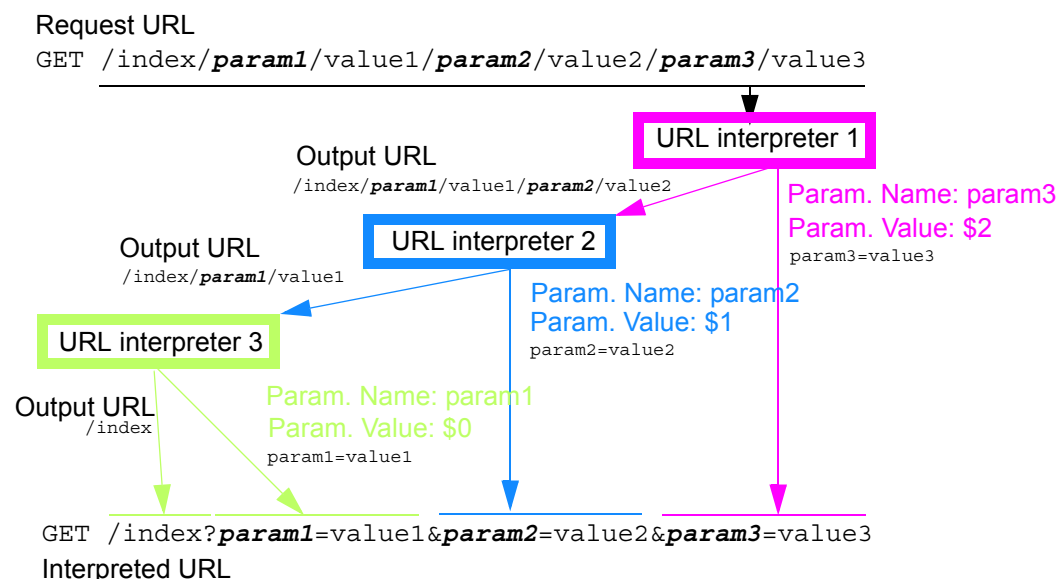 Request URL
GET /index/param1/value1/param2/value2/param3/value3
URL interpreter 1
Output URL
/index/param1/value1/param2/value2
Param. Name: param3
Param. Value: $2
param3=value3
URL interpreter 2
Output URL
/index/param1/value1
Param. Name: param2
Param. Value: $1
param2=value2
URL interpreter 3
Output URL
/index
Param. Name: param1
Param. Value: $0
param1=value1
GET /index?param1=value1&param2=value2&param3=value3
Interpreted URL